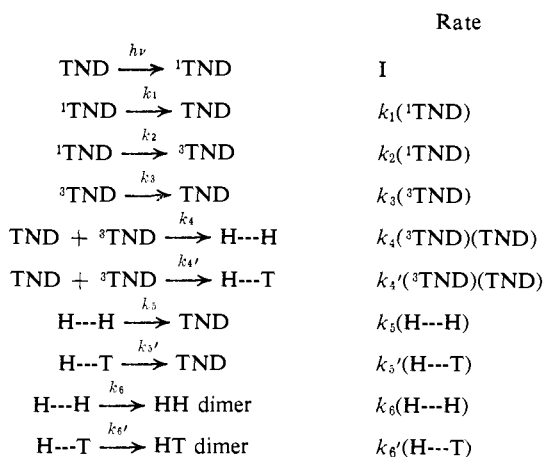 Rate
TND —hν→ ¹TND I
¹TND —k₁→ TND k₁(¹TND)
¹TND —k₂→ ³TND k₂(¹TND)
³TND —k₃→ TND k₃(³TND)
TND + ³TND —k₄→ H---H k₄(³TND)(TND)
TND + ³TND —k₄'→ H---T k₄'(³TND)(TND)
H---H —k₅→ TND k₅(H---H)
H---T —k₅'→ TND k₅'(H---T)
H---H —k₆→ HH dimer k₆(H---H)
H---T —k₆'→ HT dimer k₆'(H---T)